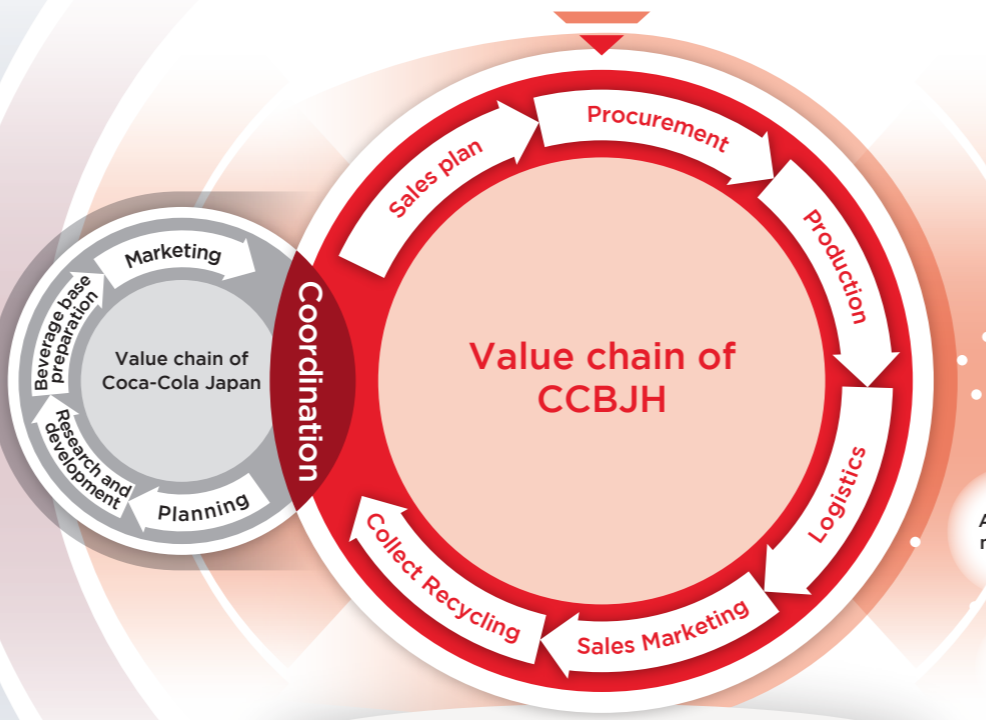 Sales plan
Procurement
Production
Logistics
Sales Marketing
Collect Recycling
Value chain of
CCBJH
Coordination
Marketing
Beverage base
preparation
Research and
development
Planning
Value chain of
Coca-Cola Japan